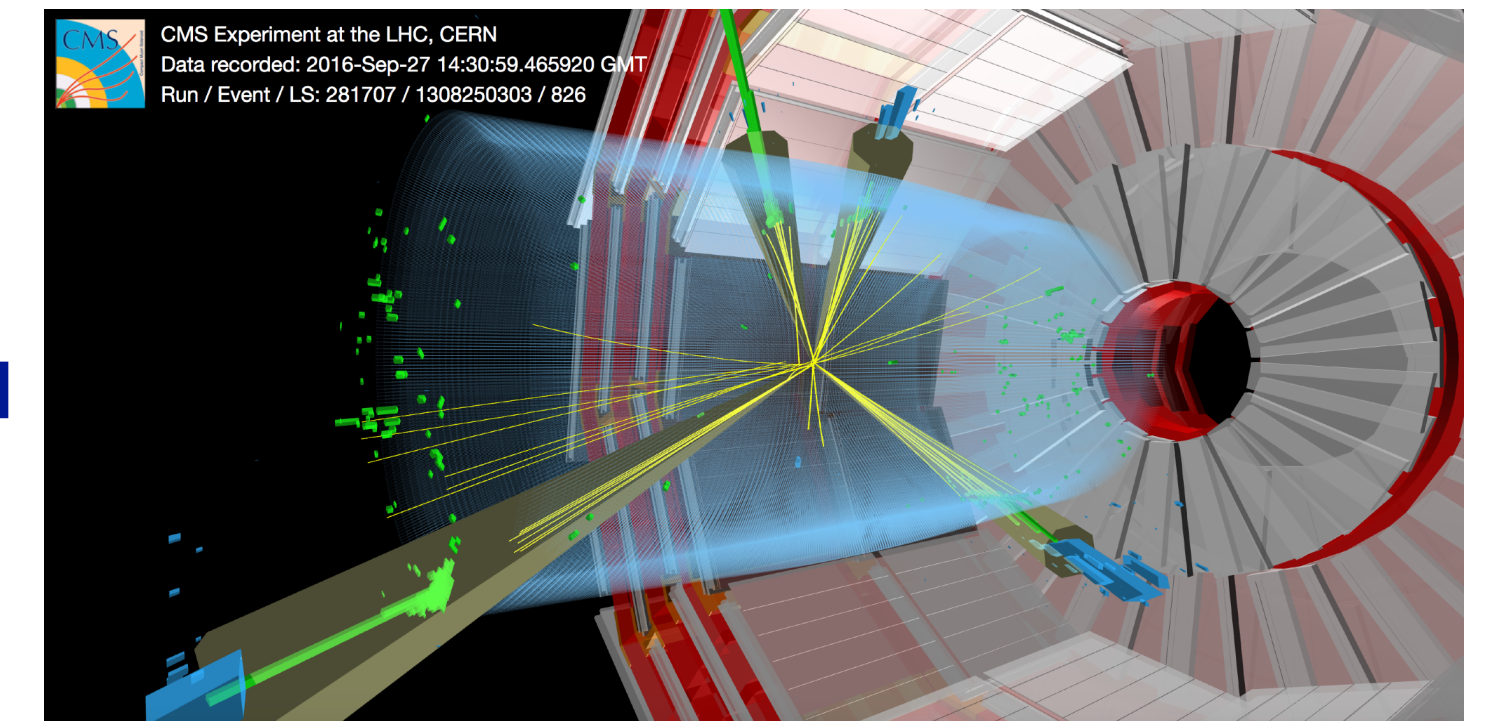 CMS
CMS Experiment at the LHC, CERN
Data recorded: 2016-Sep-27 14:30:59.465920 GMT
Run / Event / LS: 281707 / 1308250303 / 826